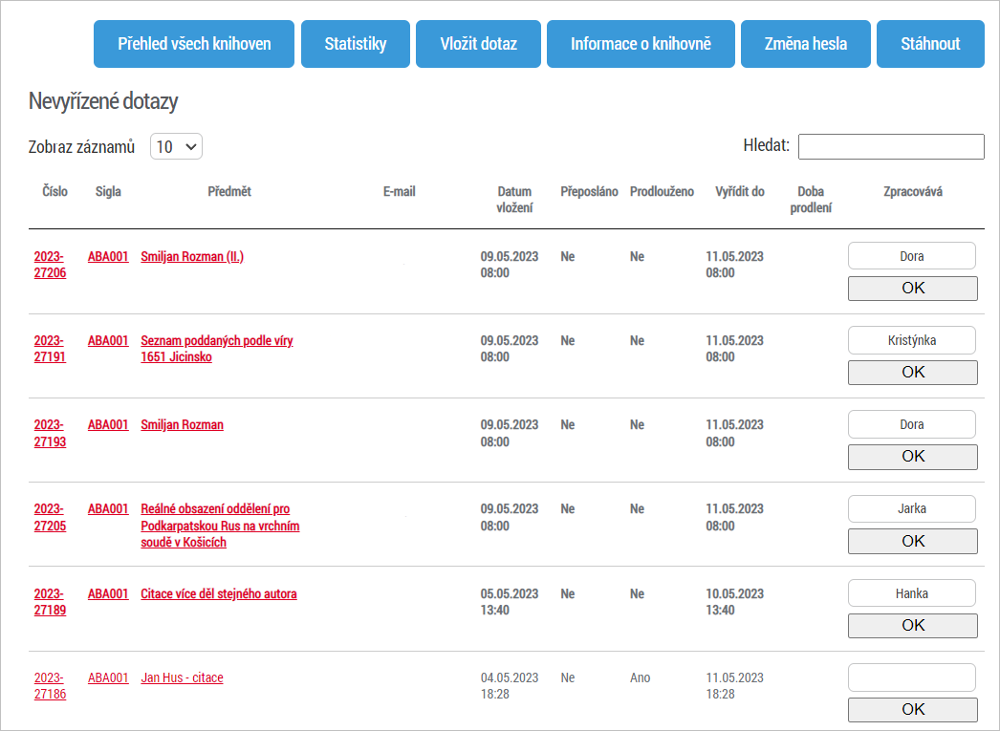 Přehled všech knihoven Statistiky Vložit dotaz Informace o knihovně Změna hesla Stáhnout
Nevyřízené dotazy
Zobraz záznamů 10 Hledat:
Číslo Sigla Předmět E-mail Datum Přeposláno Prodlouženo Vyřídit do Doba Zpracovává
vložení prodlení
2023- ABA001 Smiljan Rozman (II.) 09.05.2023 Ne Ne 11.05.2023 Dora
27206 08:00 08:00 OK
2023- ABA001 Seznam poddaných podle víry 09.05.2023 Ne Ne 11.05.2023 Kristýnka
27191 1651 Jicinsko 08:00 08:00 OK
2023- ABA001 Smiljan Rozman 09.05.2023 Ne Ne 11.05.2023 Dora
27193 08:00 08:00 OK
2023- ABA001 Reálné obsazení oddělení pro 09.05.2023 Ne Ne 11.05.2023 Jarka
27205 Podkarpatskou Rus na vrchním 08:00 08:00 OK
soudě v Košicích
2023- ABA001 Citace více děl stejného autora 05.05.2023 Ne Ne 10.05.2023 Hanka
27189 13:40 13:40 OK
2023- ABA001 Jan Hus - citace 04.05.2023 Ne Ano 11.05.2023
27186 18:28 18:28 OK